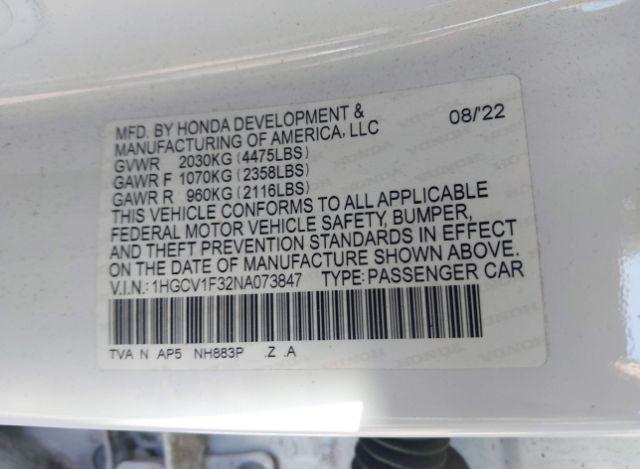 MFD. BY HONDA DEVELOPMENT & 08/'22
MANUFACTURING OF AMERICA, LLC
GVWR 2030KG (4475LBS)
GAWR F 1070KG (2358LBS)
GAWR R 960KG (2116LBS)
THIS VEHICLE CONFORMS TO ALL APPLICABLE
FEDERAL MOTOR VEHICLE SAFETY, BUMPER,
AND THEFT PREVENTION STANDARDS IN EFFECT
ON THE DATE OF MANUFACTURE SHOWN ABOVE.
V.I.N.: 1HGCV1F32NA073847 TYPE: PASSENGER CAR
TVA N AP5 NH883P .Z .A